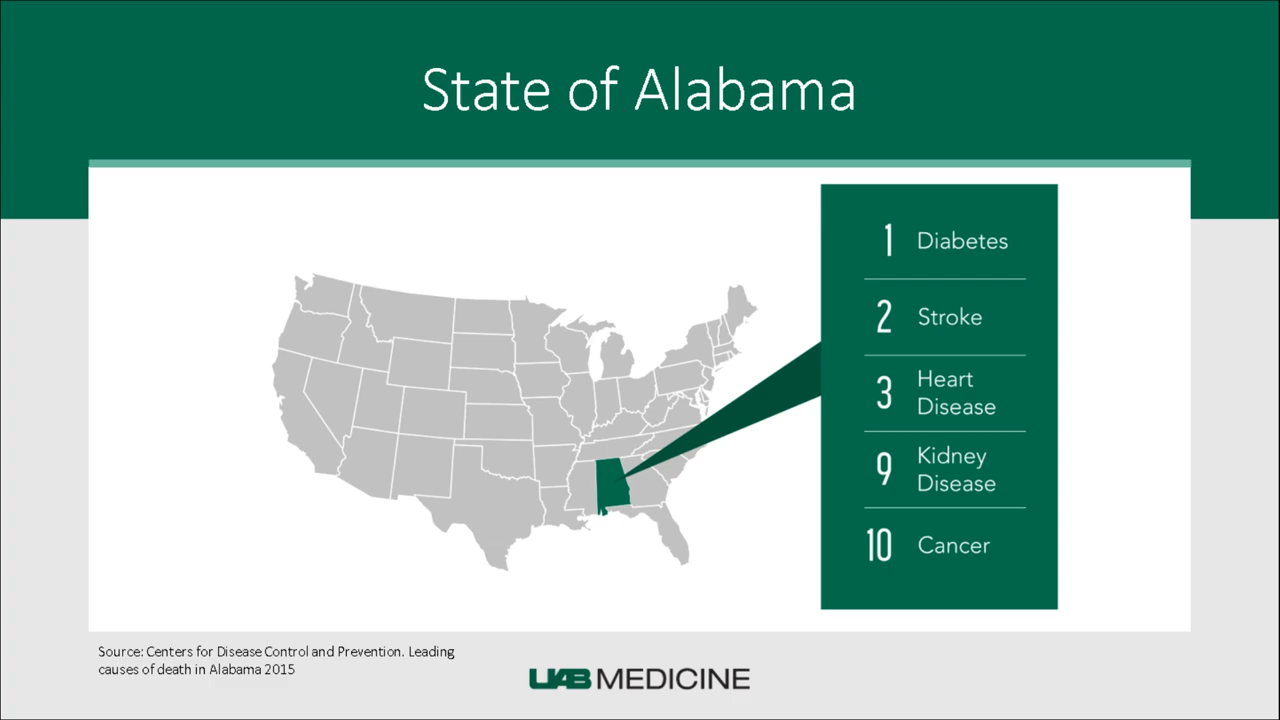 State of Alabama
1 Diabetes
2 Stroke
3 Heart
Disease
9 Kidney
Disease
10 Cancer
Source: Centers for Disease Control and Prevention. Leading
causes of death in Alabama 2015
UAB MEDICINE